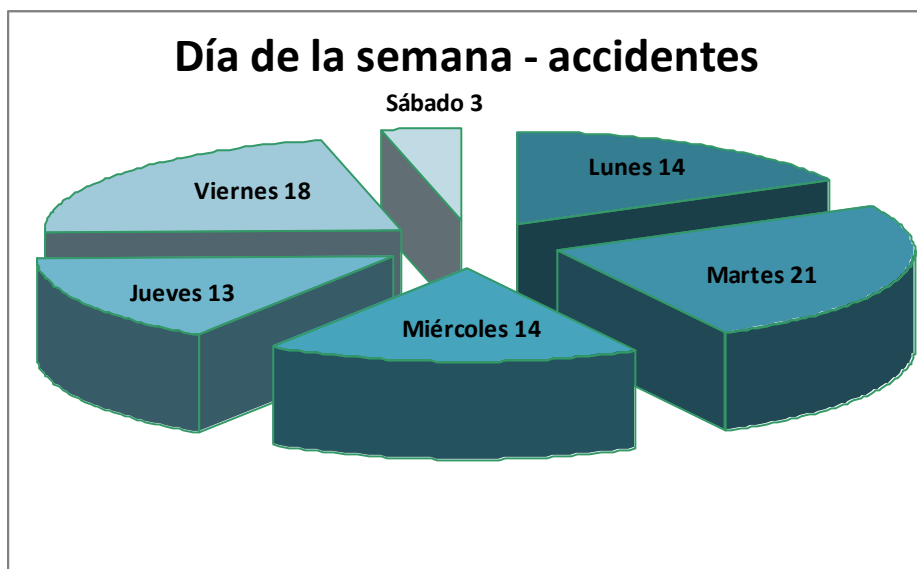 Día de la semana - accidentes
Sábado 3
Lunes 14
Viernes 18
Martes 21
Jueves 13
Miércoles 14